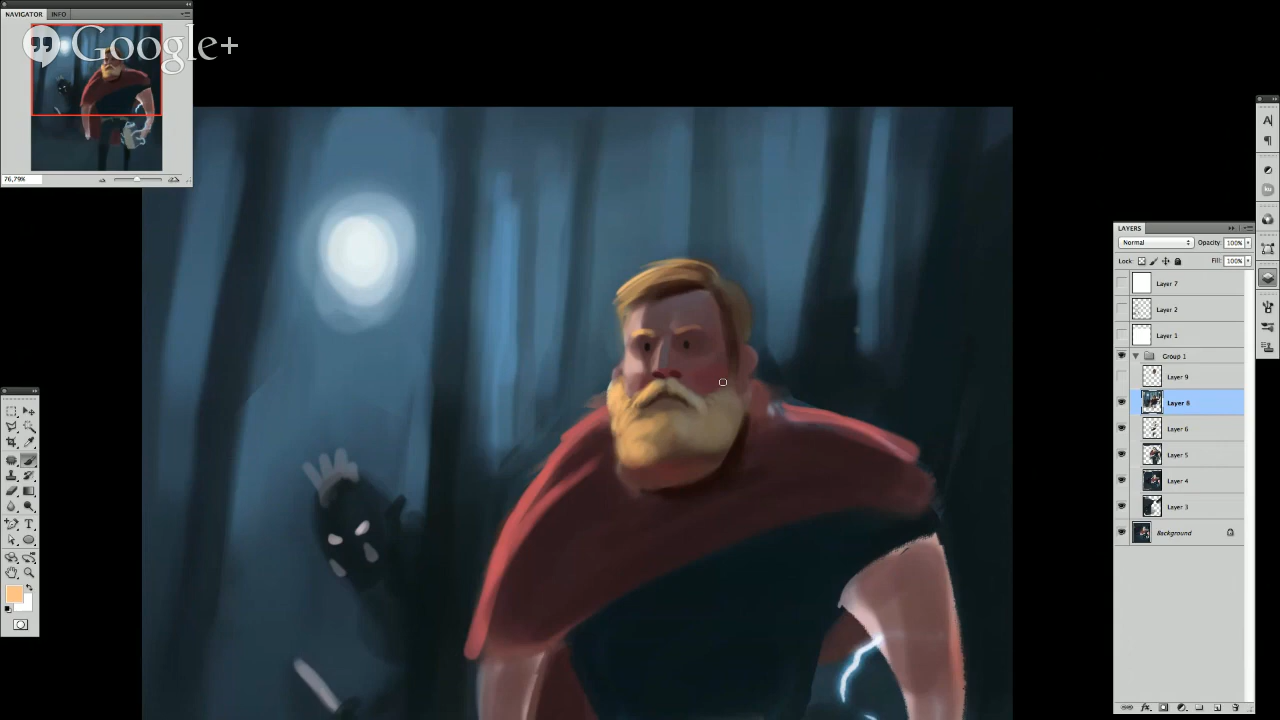 NAVIGATOR INFO
Google+
76,79%
A
LAYERS
Normal Opacity: 100%
Lock: Fill: 100%
Layer 7
Layer 2
Layer 1
Group 1
Layer 9
Layer 8
Layer 6
Layer 5
Layer 4
Layer 3
Background
T
fx